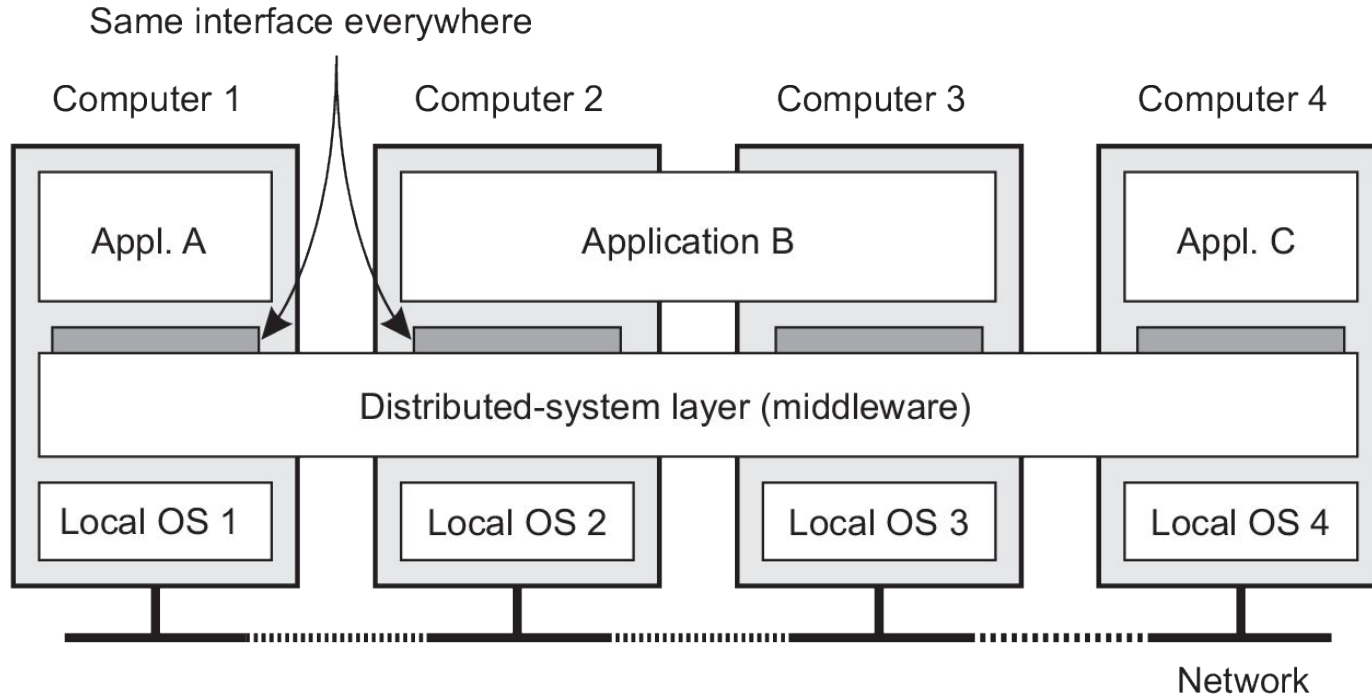 Same interface everywhere
Computer 1
Computer 2
Computer 3
Computer 4
Appl. A
Application B
Appl. C
Distributed-system layer (middleware)
Local OS 1
Local OS 2
Local OS 3
Local OS 4
Network